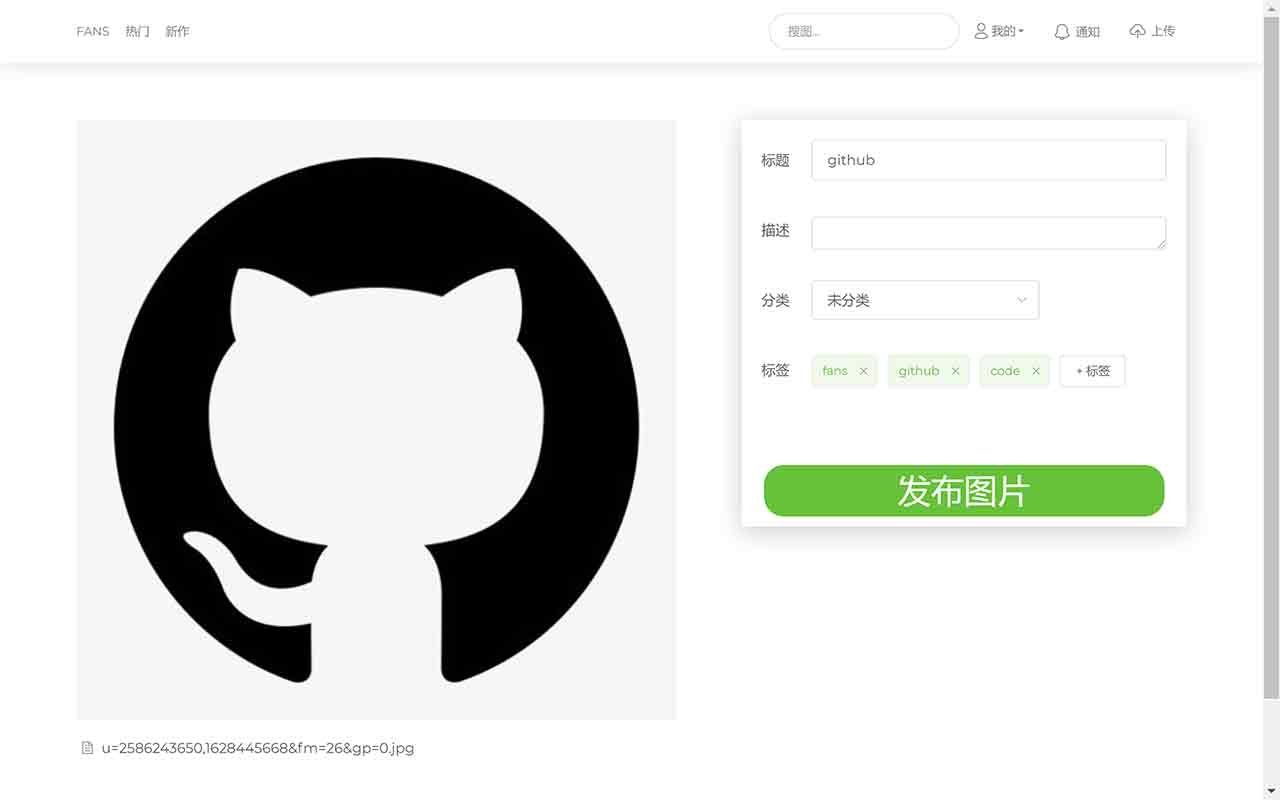 FANS 热门 新作 搜图... 我的 通知 上传
标题 github
描述
分类 未分类
标签 fans × github × code × + 标签
发布图片
u=2586243650,1628445668&fm=26&gp=0.jpg